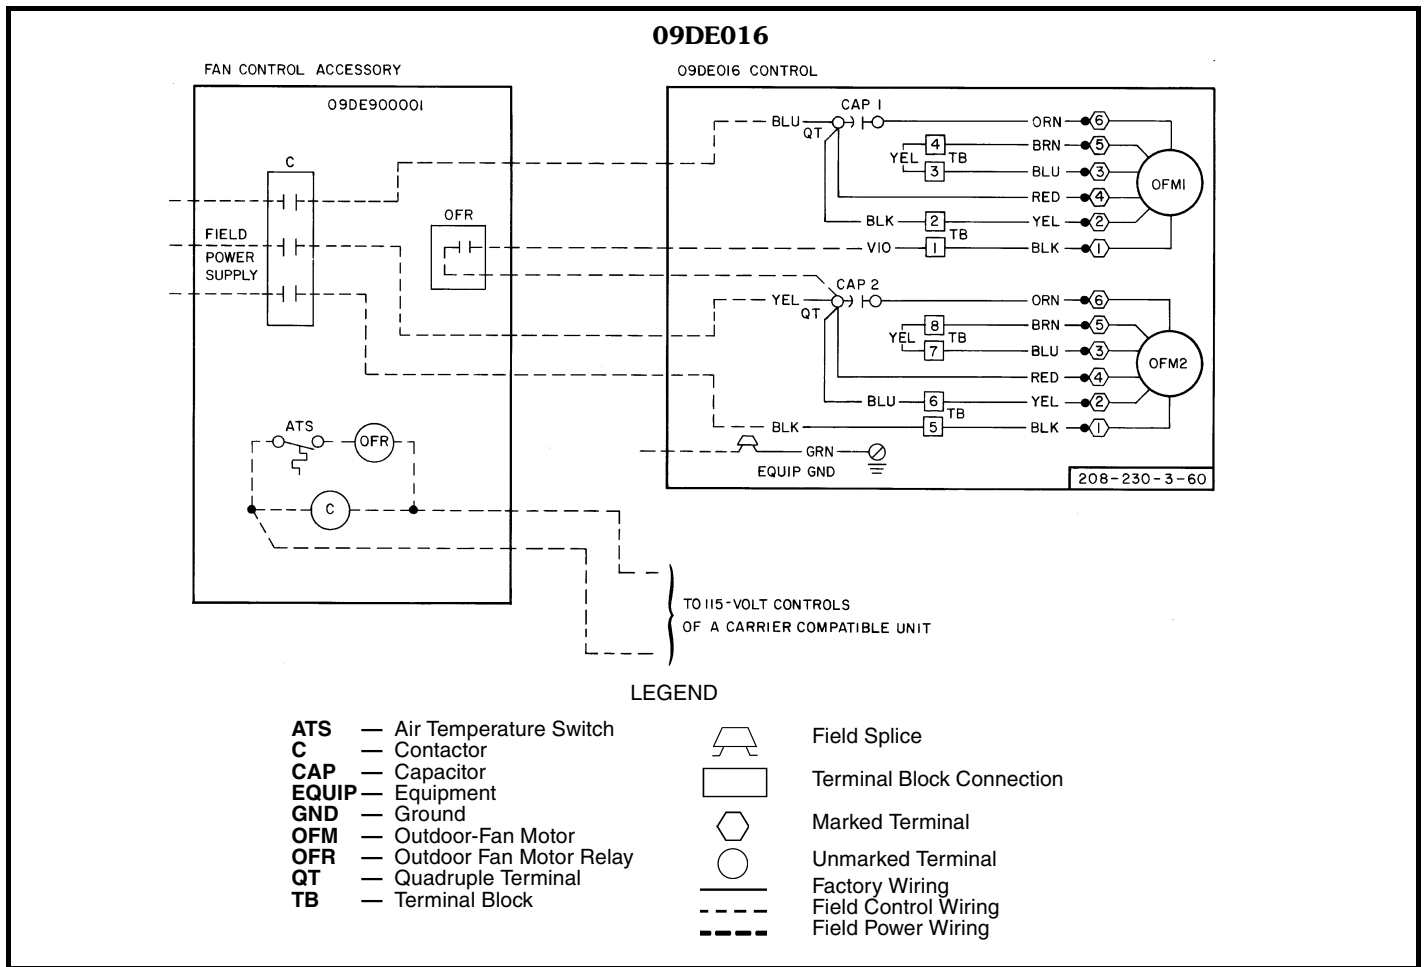 09DE016
FAN CONTROL ACCESSORY
09DE900001
C
FIELD
POWER
SUPPLY
OFR
ATS
OFR
C
09DE016 CONTROL
CAP 1
BLU
QT
ORN 6
4 BRN 5
YEL TB
3 BLU 3
OFM1
RED 4
BLK 2 YEL 2
TB
VIO 1 BLK 1
CAP 2
YEL
QT
ORN 6
8 BRN 5
YEL TB
7 BLU 3
OFM2
RED 4
BLU 6 YEL 2
TB
BLK 5 BLK 1
GRN
EQUIP GND
208-230-3-60
TO 115-VOLT CONTROLS
OF A CARRIER COMPATIBLE UNIT
LEGEND
ATS — Air Temperature Switch
C — Contactor
CAP — Capacitor
EQUIP — Equipment
GND — Ground
OFM — Outdoor-Fan Motor
OFR — Outdoor Fan Motor Relay
QT — Quadruple Terminal
TB — Terminal Block
Field Splice
Terminal Block Connection
Marked Terminal
Unmarked Terminal
Factory Wiring
Field Control Wiring
Field Power Wiring